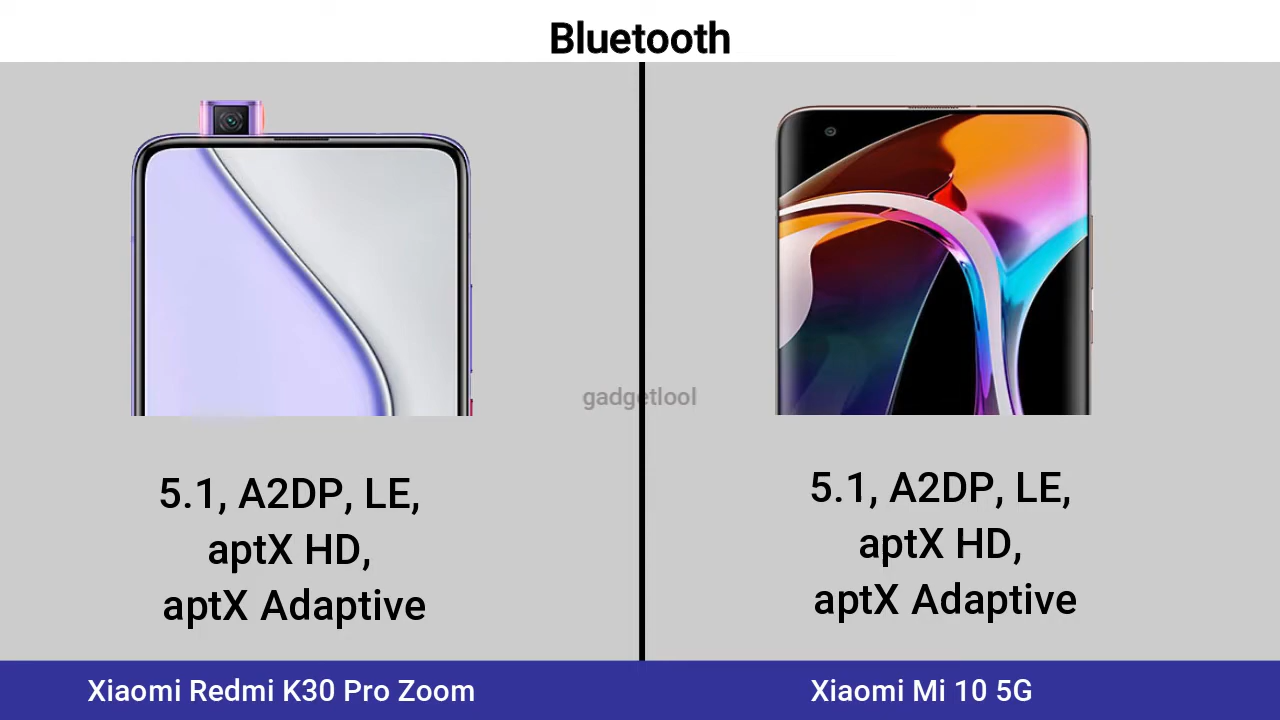 Bluetooth
gadgetlool
5.1, A2DP, LE,
aptX HD,
aptX Adaptive
5.1, A2DP, LE,
aptX HD,
aptX Adaptive
Xiaomi Redmi K30 Pro Zoom
Xiaomi Mi 10 5G